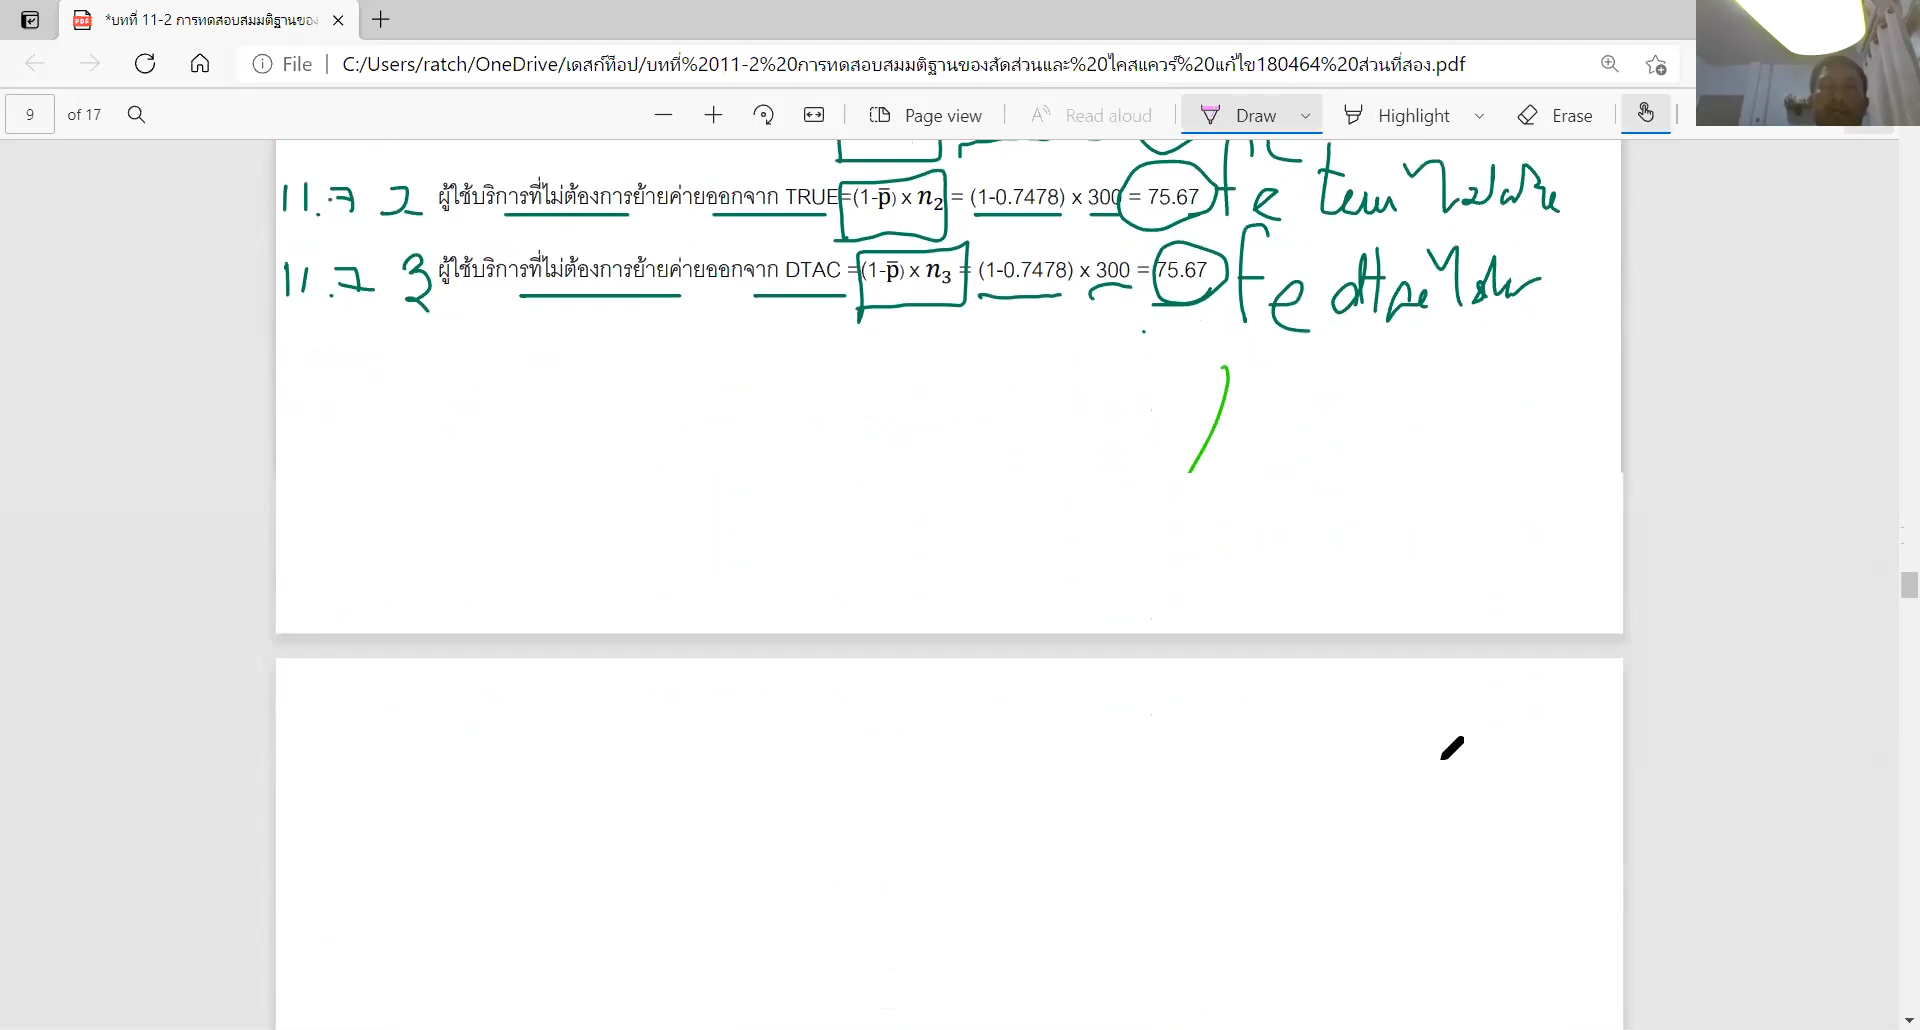 *บทที่ 11-2 การทดสอบสมมติฐานของ
File C:/Users/ratch/OneDrive/เดสก์ท็อป/บทที่%2011-2%20การทดสอบสมมติฐานของสัดส่วนและ%20ไคสแควร์%20แก้ไข180464%20ส่วนที่สอง.pdf
9 of 17 Page view Read aloud Draw Highlight Erase
11.7 2 ผู้ใช้บริการที่ไม่ต้องการย้ายค่ายออกจาก TRUE=(1-p̅) x n₂ = (1-0.7478) x 300 = 75.67 fe
11.7 3 ผู้ใช้บริการที่ไม่ต้องการย้ายค่ายออกจาก DTAC =(1-p̅) x n₃ = (1-0.7478) x 300 = 75.67 fe